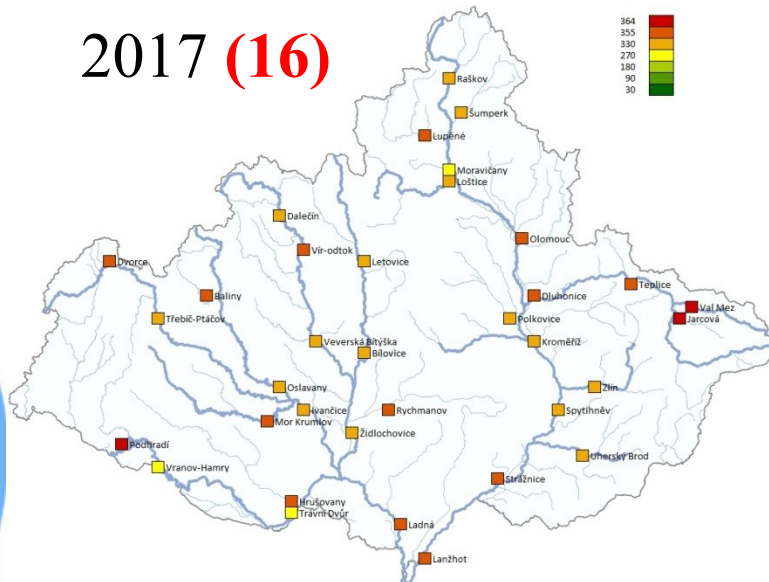 2017 (16)
364
355
330
270
180
90
30
Raškov
Šumperk
Lupěné
Moravičany
Loštice
Dalečín
Olomouc
Vír-odtok
Dvorce
Letovice
Teplice
Baliny
Dluhonice
Val Mez
Jarcová
Třebíč-Ptáčov
Polkovice
Veverská Bítýška
Kroměříž
Bílovice
Oslavany
Zlín
Ivančice
Rychmanov
Spytihněv
Mor Krumlov
Židlochovice
Podhradí
Uherský Brod
Vranov-Hamry
Strážnice
Hrušovany
Travní Dvůr
Ladná
Lanžhot